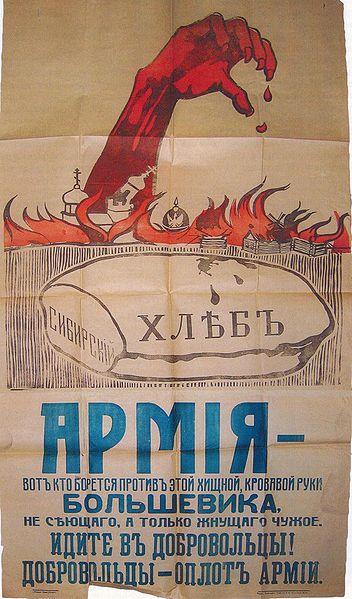 СИБИРСКІЙ
ХЛѢБЪ
АРМІЯ—
ВОТЪ КТО БОРЕТСЯ ПРОТИВЪ ЭТОЙ ХИЩНОЙ, КРОВАВОЙ РУКИ
БОЛЬШЕВИКА,
НЕ СѢЮЩАГО, А ТОЛЬКО ЖНУЩАГО ЧУЖОЕ.
ИДИТЕ ВЪ ДОБРОВОЛЬЦЫ!
ДОБРОВОЛЬЦЫ—ОПЛОТЪ АРМІИ.